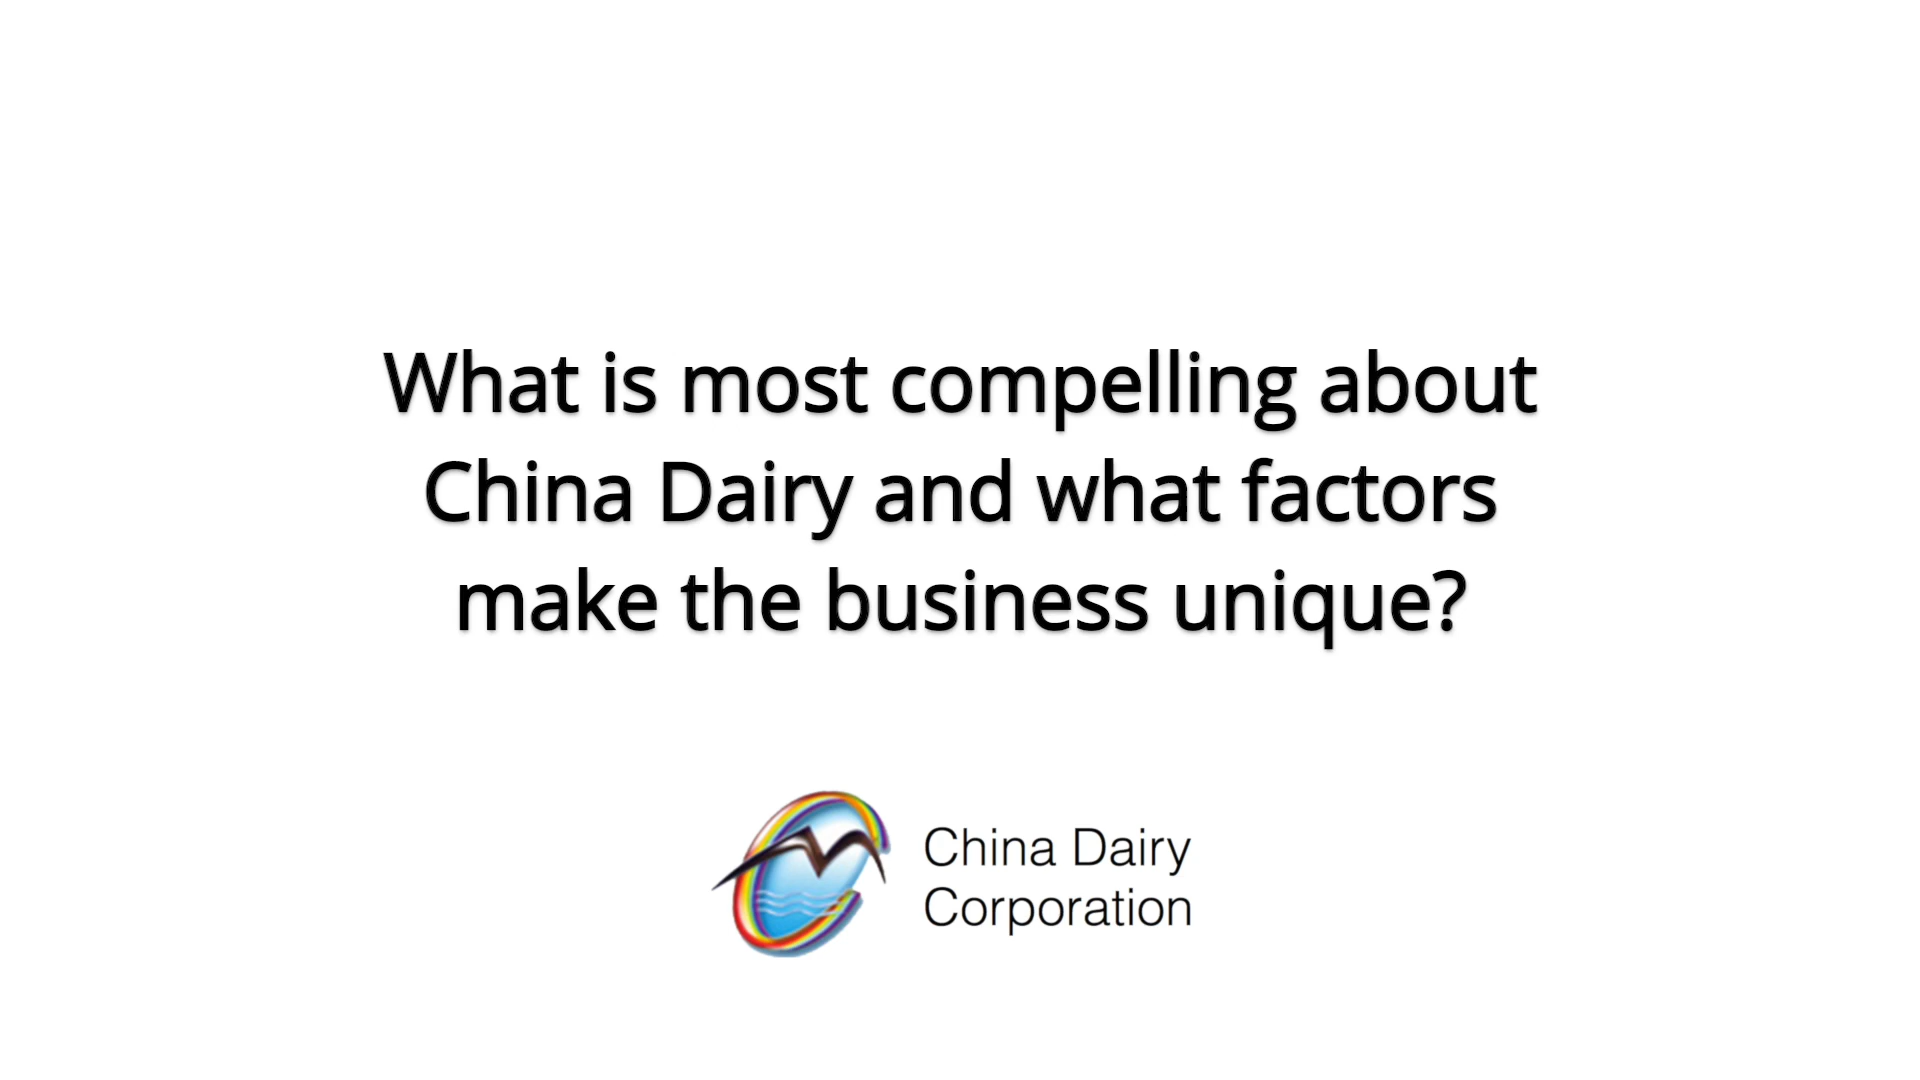 What is most compelling about
China Dairy and what factors
make the business unique?
China Dairy
Corporation